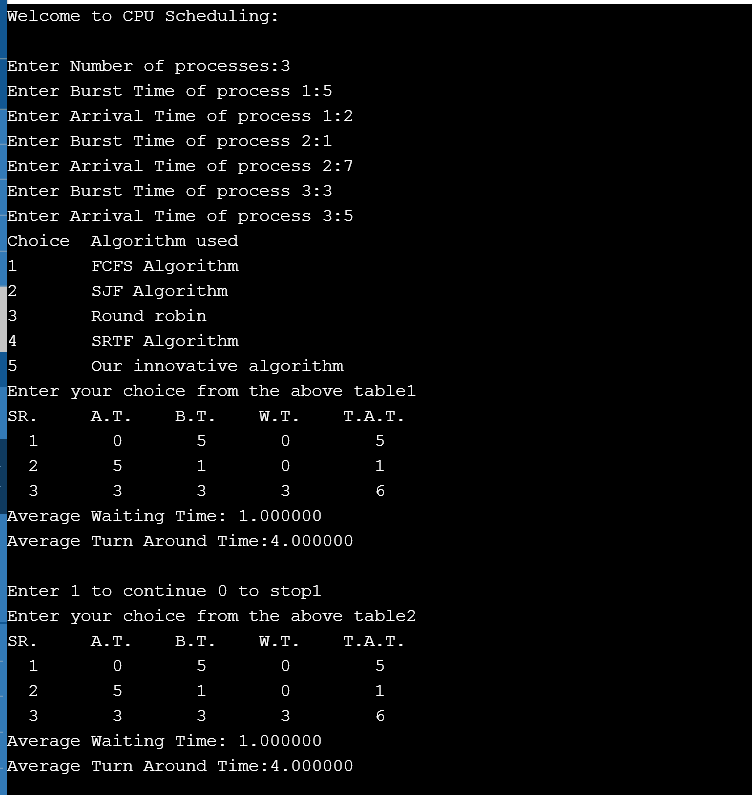 Welcome to CPU Scheduling:
Enter Number of processes:3
Enter Burst Time of process 1:5
Enter Arrival Time of process 1:2
Enter Burst Time of process 2:1
Enter Arrival Time of process 2:7
Enter Burst Time of process 3:3
Enter Arrival Time of process 3:5
Choice  Algorithm used
1       FCFS Algorithm
2       SJF Algorithm
3       Round robin
4       SRTF Algorithm
5       Our innovative algorithm
Enter your choice from the above table1
SR.     A.T.    B.T.    W.T.    T.A.T.
1       0       5       0       5
2       5       1       0       1
3       3       3       3       6
Average Waiting Time: 1.000000
Average Turn Around Time:4.000000
Enter 1 to continue 0 to stop1
Enter your choice from the above table2
SR.     A.T.    B.T.    W.T.    T.A.T.
1       0       5       0       5
2       5       1       0       1
3       3       3       3       6
Average Waiting Time: 1.000000
Average Turn Around Time:4.000000